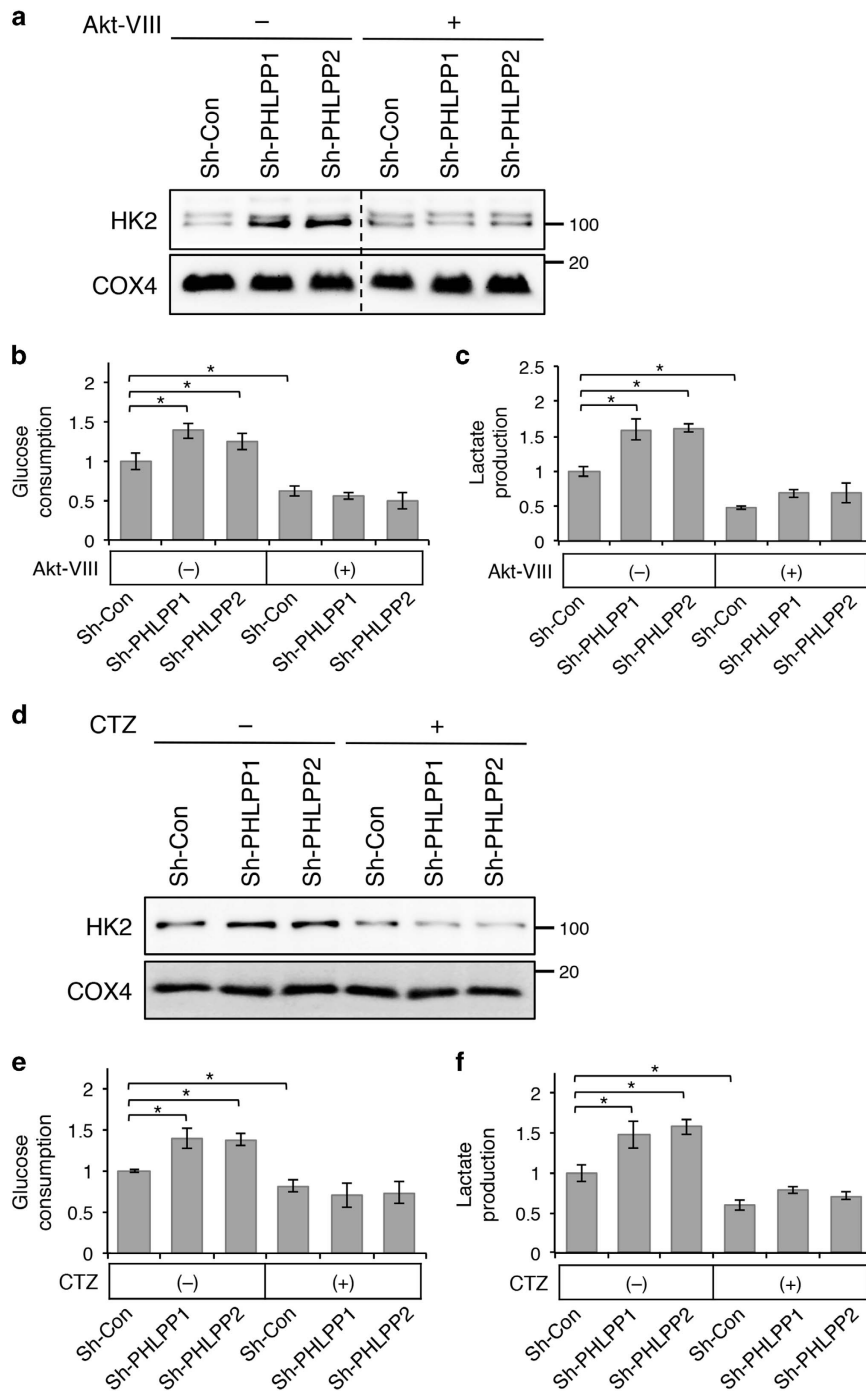 a
Akt-VIII – +
Sh-Con Sh-PHLPP1 Sh-PHLPP2 Sh-Con Sh-PHLPP1 Sh-PHLPP2
HK2 100
20
COX4
b
Glucose consumption
2
1.5
1
0.5
0
* * *
Akt-VIII (–) (+)
Sh-Con Sh-PHLPP1 Sh-PHLPP2 Sh-Con Sh-PHLPP1 Sh-PHLPP2
c
Lactate production
2.5
2
1.5
1
0.5
0
* * *
Akt-VIII (–) (+)
Sh-Con Sh-PHLPP1 Sh-PHLPP2 Sh-Con Sh-PHLPP1 Sh-PHLPP2
d
CTZ – +
Sh-Con Sh-PHLPP1 Sh-PHLPP2 Sh-Con Sh-PHLPP1 Sh-PHLPP2
HK2 100
20
COX4
e
Glucose consumption
2
1.5
1
0.5
0
* * *
CTZ (–) (+)
Sh-Con Sh-PHLPP1 Sh-PHLPP2 Sh-Con Sh-PHLPP1 Sh-PHLPP2
f
Lactate production
2
1.5
1
0.5
0
* * *
CTZ (–) (+)
Sh-Con Sh-PHLPP1 Sh-PHLPP2 Sh-Con Sh-PHLPP1 Sh-PHLPP2